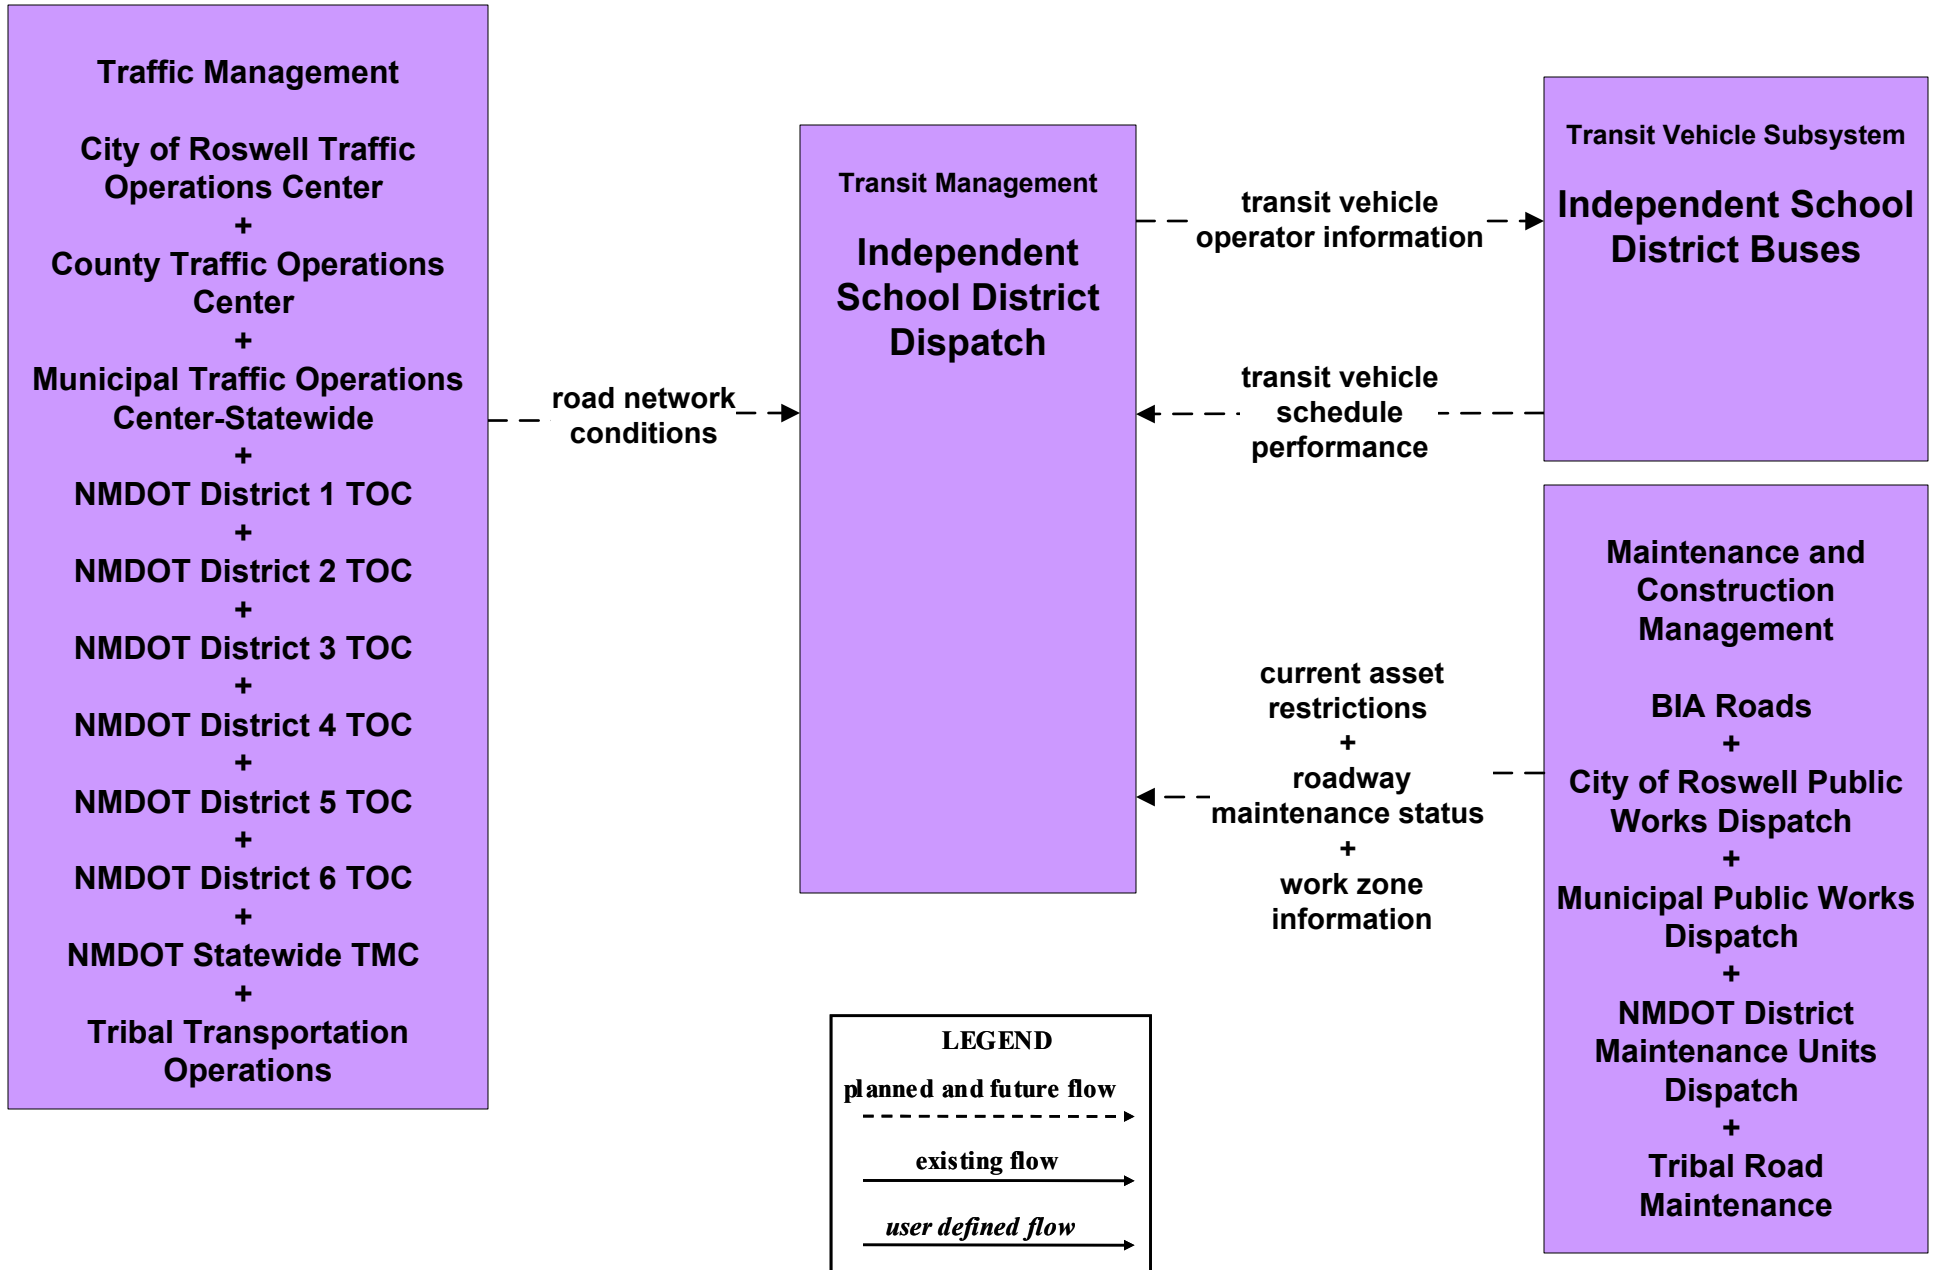 Traffic Management
City of Roswell Traffic
Operations Center
+
County Traffic Operations
Center
+
Municipal Traffic Operations
Center-Statewide
+
NMDOT District 1 TOC
+
NMDOT District 2 TOC
+
NMDOT District 3 TOC
+
NMDOT District 4 TOC
+
NMDOT District 5 TOC
+
NMDOT District 6 TOC
+
NMDOT Statewide TMC
+
Tribal Transportation
Operations
road network
conditions
Transit Management
Independent
School District
Dispatch
transit vehicle
operator information
transit vehicle
schedule
performance
current asset
restrictions
+
roadway
maintenance status
+
work zone
information
Transit Vehicle Subsystem
Independent School
District Buses
Maintenance and
Construction
Management
BIA Roads
+
City of Roswell Public
Works Dispatch
+
Municipal Public Works
Dispatch
+
NMDOT District
Maintenance Units
Dispatch
+
Tribal Road
Maintenance
LEGEND
planned and future flow
existing flow
user defined flow